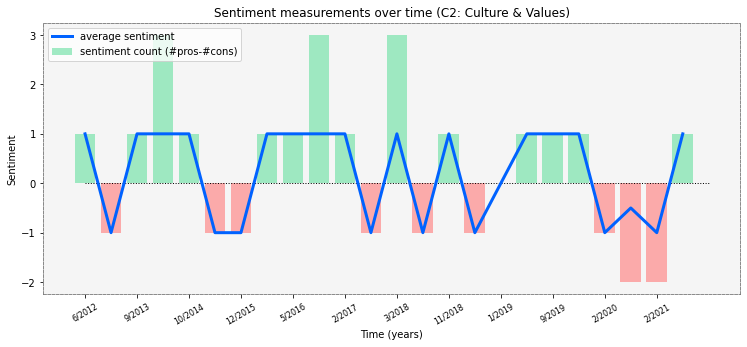 Sentiment measurements over time (C2: Culture & Values)
average sentiment
sentiment count (#pros-#cons)
3
2
1
0
−1
−2
Sentiment
6/2012 9/2013 10/2014 12/2015 5/2016 2/2017 3/2018 11/2018 1/2019 9/2019 2/2020 2/2021
Time (years)